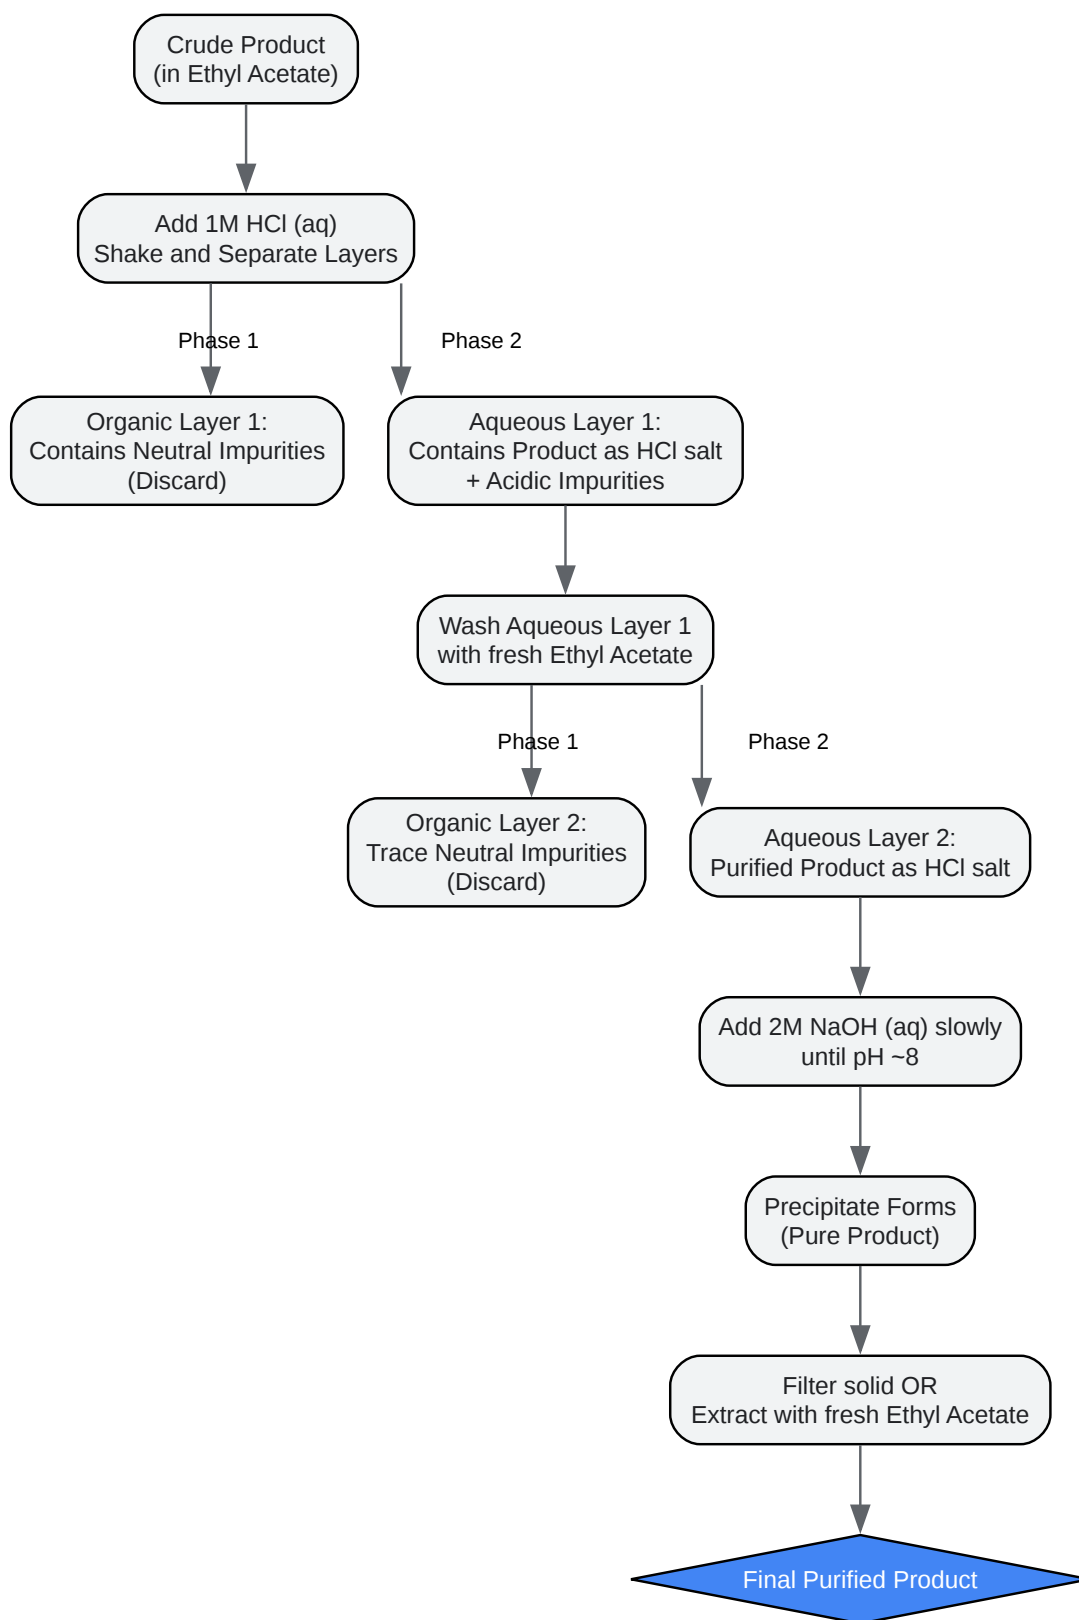 Crude Product
(in Ethyl Acetate)
Add 1M HCl (aq)
Shake and Separate Layers
Phase 1
Phase 2
Organic Layer 1:
Contains Neutral Impurities
(Discard)
Aqueous Layer 1:
Contains Product as HCl salt
+ Acidic Impurities
Wash Aqueous Layer 1
with fresh Ethyl Acetate
Phase 1
Phase 2
Organic Layer 2:
Trace Neutral Impurities
(Discard)
Aqueous Layer 2:
Purified Product as HCl salt
Add 2M NaOH (aq) slowly
until pH ~8
Precipitate Forms
(Pure Product)
Filter solid OR
Extract with fresh Ethyl Acetate
Final Purified Product